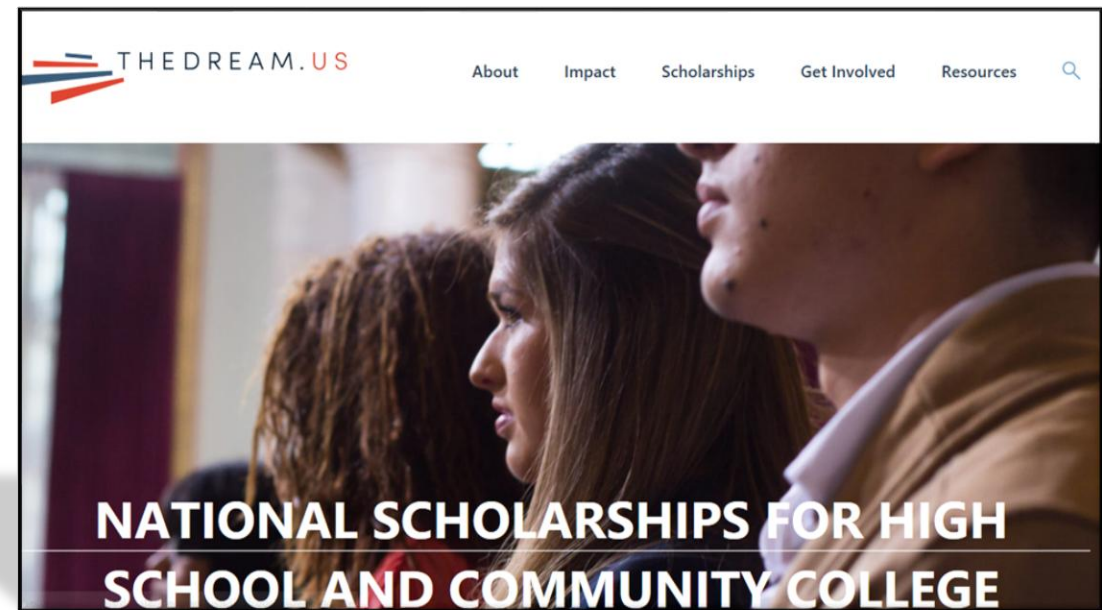 THEDREAM.US
About Impact Scholarships Get Involved Resources
NATIONAL SCHOLARSHIPS FOR HIGH
SCHOOL AND COMMUNITY COLLEGE